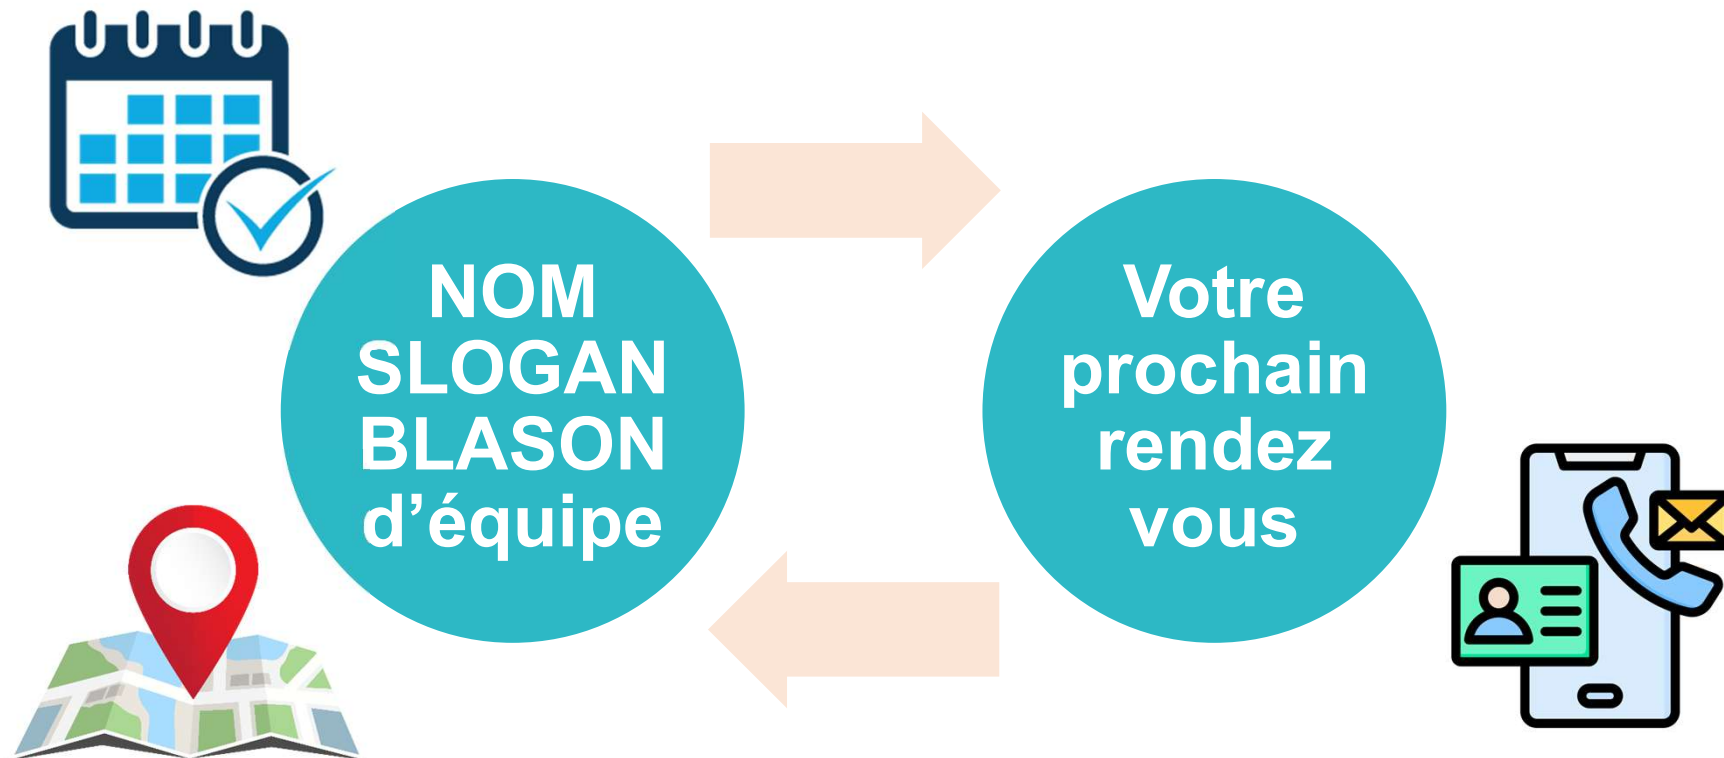 NOM
SLOGAN
BLASON
d’équipe
Votre
prochain
rendez
vous